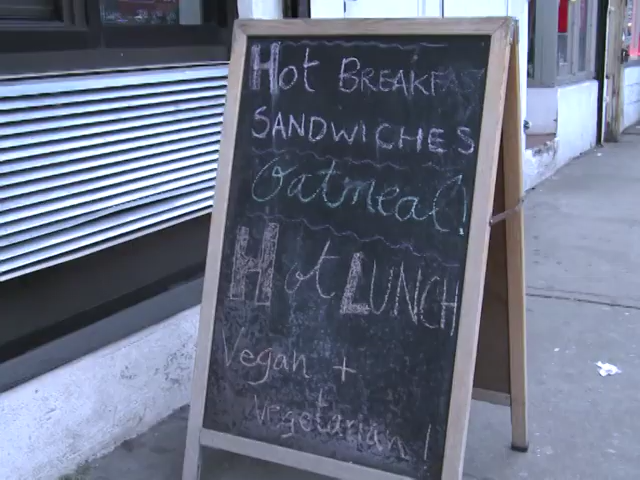 Hot BREAKFAST
SANDWICHES
Oatmeal!
Hot LUNCH
Vegan +
vegetarian!